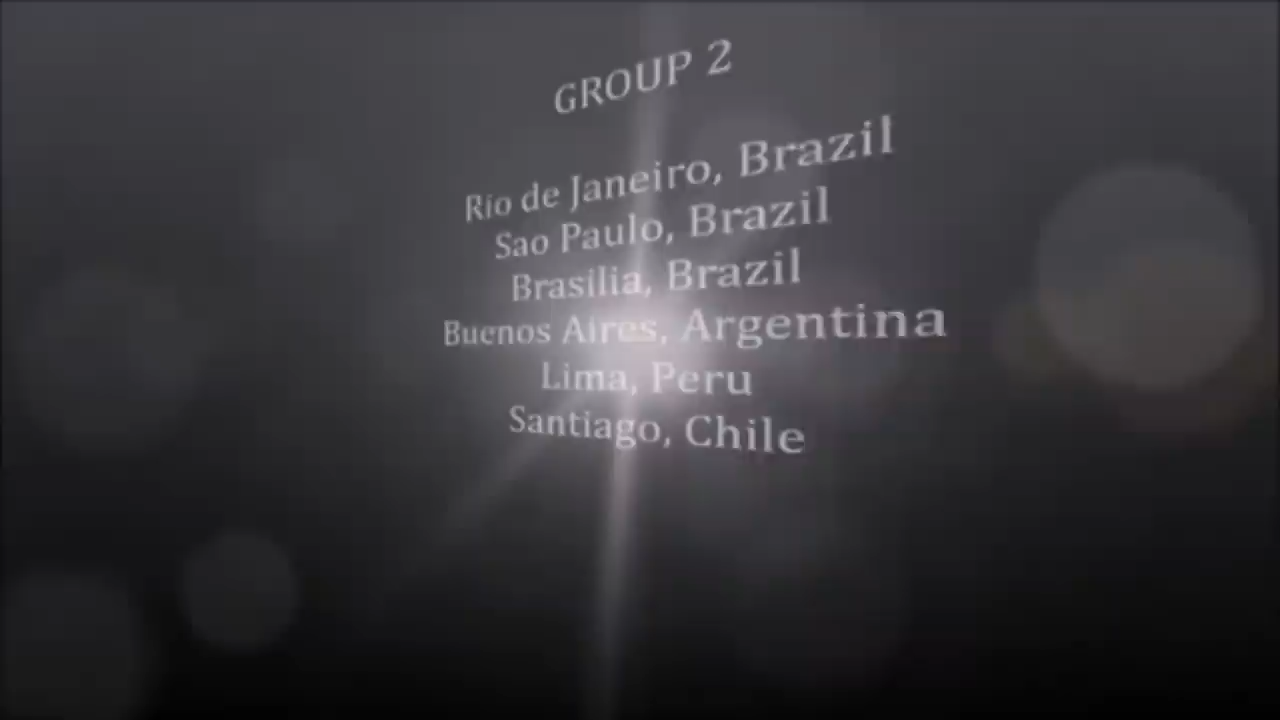 GROUP 2
Rio de Janeiro, Brazil
Sao Paulo, Brazil
Brasilia, Brazil
Buenos Aires, Argentina
Lima, Peru
Santiago, Chile